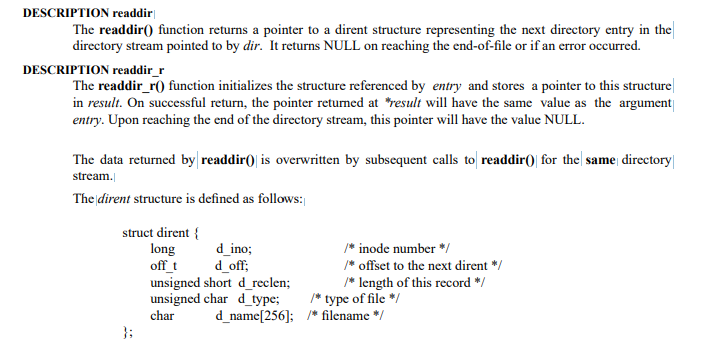 DESCRIPTION readdir
The readdir() function returns a pointer to a dirent structure representing the next directory entry in the
directory stream pointed to by dir. It returns NULL on reaching the end-of-file or if an error occurred.
DESCRIPTION readdir_r
The readdir_r() function initializes the structure referenced by entry and stores a pointer to this structure
in result. On successful return, the pointer returned at *result will have the same value as the argument
entry. Upon reaching the end of the directory stream, this pointer will have the value NULL.
The data returned by readdir() is overwritten by subsequent calls to readdir() for the same directory
stream.
The dirent structure is defined as follows:
struct dirent {
long d_ino; /* inode number */
off_t d_off; /* offset to the next dirent */
unsigned short d_reclen; /* length of this record */
unsigned char d_type; /* type of file */
char d_name[256]; /* filename */
};